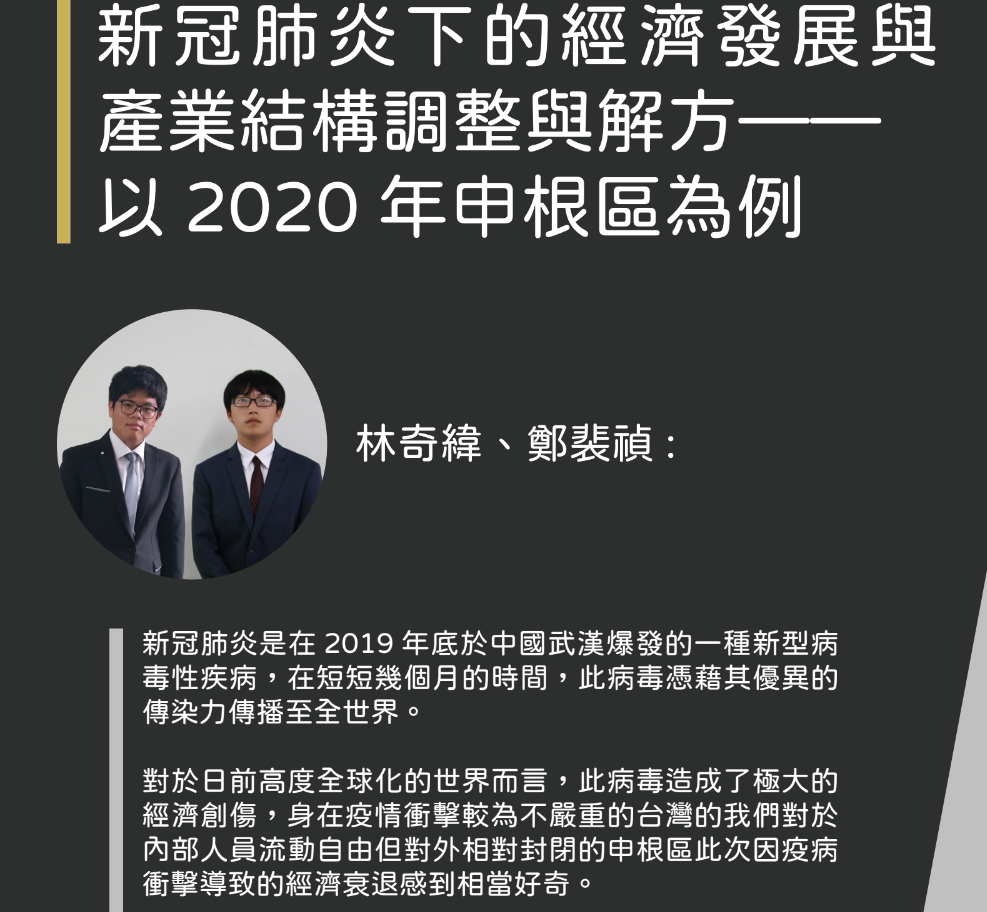 新冠肺炎下的經濟發展與
產業結構調整與解方——
以 2020 年申根區為例
林奇緯、鄭裴禎：
新冠肺炎是在 2019 年底於中國武漢爆發的一種新型病
毒性疾病，在短短幾個月的時間，此病毒憑藉其優異的
傳染力傳播至全世界。
對於日前高度全球化的世界而言，此病毒造成了極大的
經濟創傷，身在疫情衝擊較為不嚴重的台灣的我們對於
內部人員流動自由但對外相對封閉的申根區此次因疫病
衝擊導致的經濟衰退感到相當好奇。